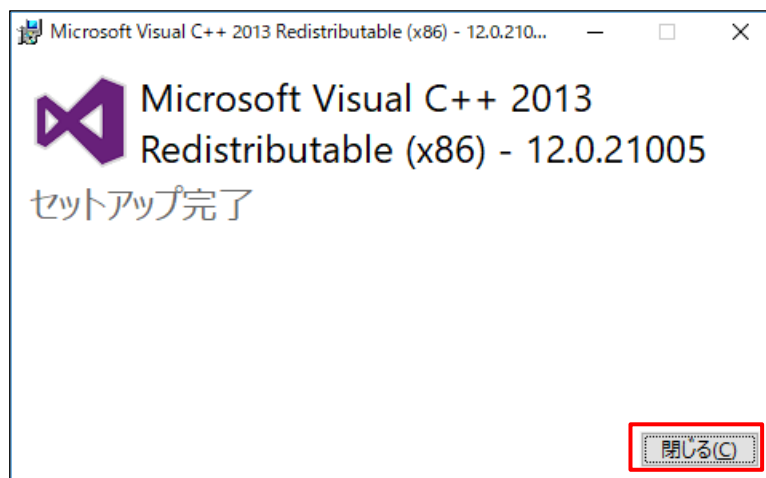 Microsoft Visual C++ 2013 Redistributable (x86) - 12.0.210...
Microsoft Visual C++ 2013
Redistributable (x86) - 12.0.21005
セットアップ完了
閉じる(C)